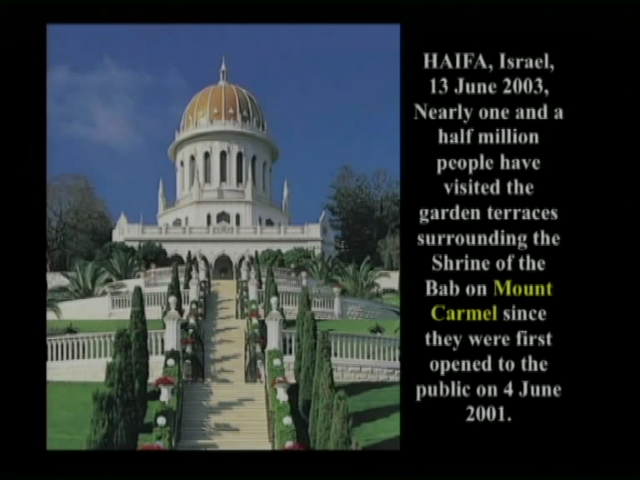 HAIFA, Israel,
13 June 2003,
Nearly one and a
half million
people have
visited the
garden terraces
surrounding the
Shrine of the
Bab on Mount
Carmel since
they were first
opened to the
public on 4 June
2001.